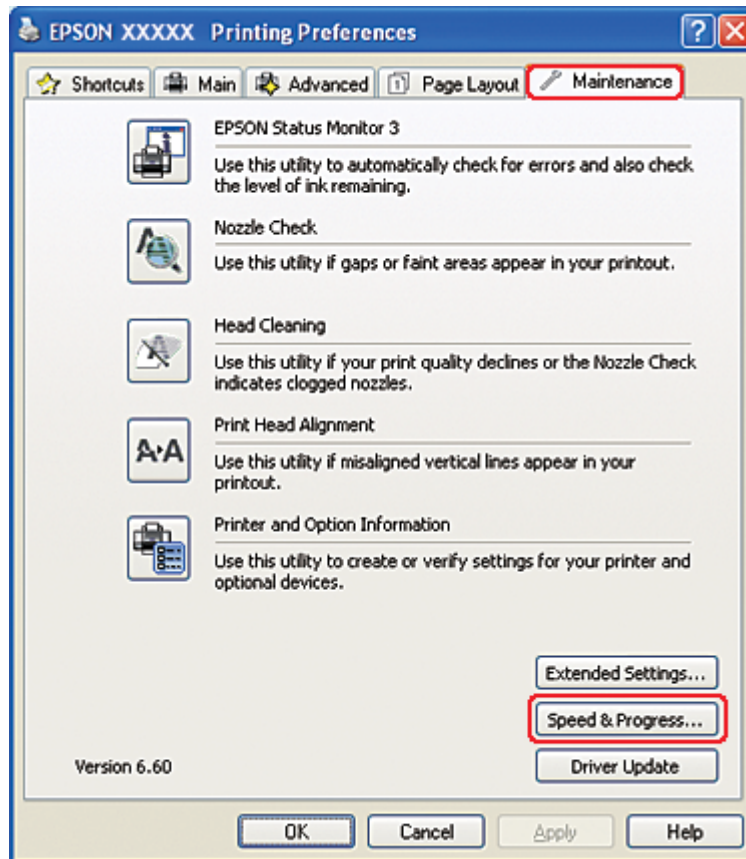 EPSON XXXXX Printing Preferences
Shortcuts Main Advanced Page Layout Maintenance
EPSON Status Monitor 3
Use this utility to automatically check for errors and also check
the level of ink remaining.
Nozzle Check
Use this utility if gaps or faint areas appear in your printout.
Head Cleaning
Use this utility if your print quality declines or the Nozzle Check
indicates clogged nozzles.
Print Head Alignment
Use this utility if misaligned vertical lines appear in your
printout.
Printer and Option Information
Use this utility to create or verify settings for your printer and
optional devices.
Extended Settings...
Speed & Progress...
Version 6.60
Driver Update
OK Cancel Apply Help